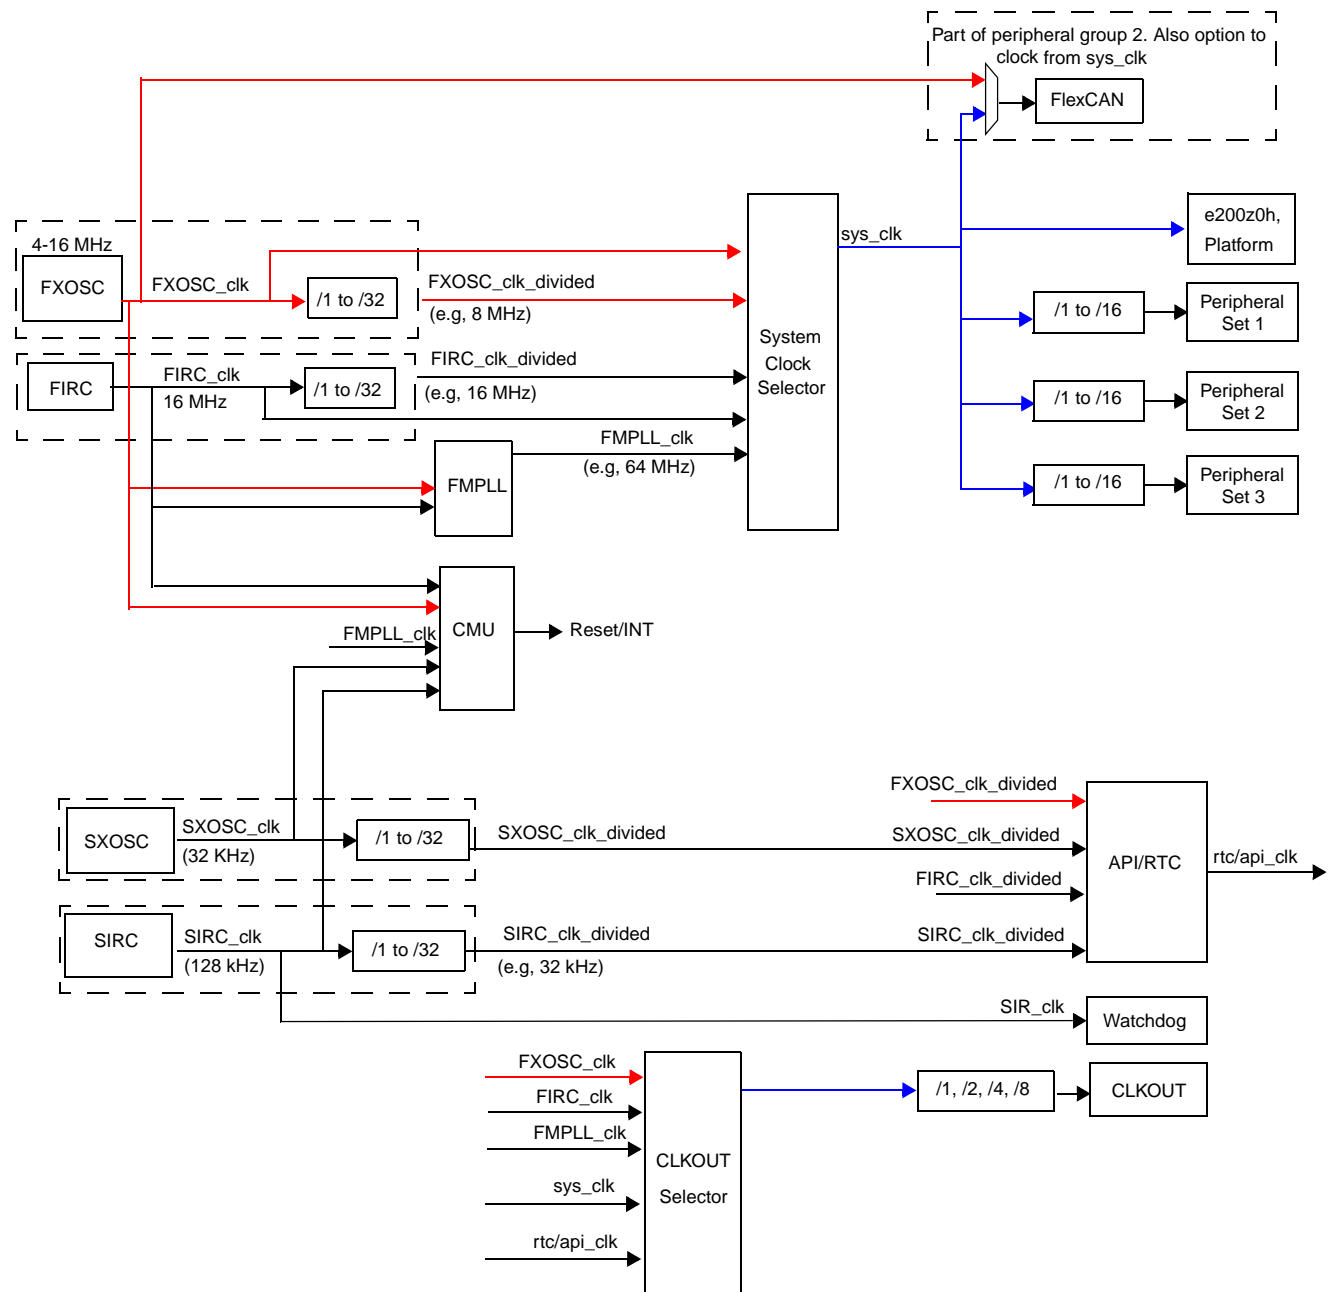 Part of peripheral group 2. Also option to
clock from sys_clk
FlexCAN
4-16 MHz
FXOSC
FXOSC_clk
/1 to /32
FXOSC_clk_divided
(e.g, 8 MHz)
FIRC
FIRC_clk
16 MHz
/1 to /32
FIRC_clk_divided
(e.g, 16 MHz)
FMPLL
FMPLL_clk
(e.g, 64 MHz)
System
Clock
Selector
sys_clk
e200z0h,
Platform
/1 to /16
Peripheral
Set 1
/1 to /16
Peripheral
Set 2
/1 to /16
Peripheral
Set 3
FMPLL_clk
CMU
Reset/INT
SXOSC
SXOSC_clk
(32 KHz)
/1 to /32
SXOSC_clk_divided
FXOSC_clk_divided
SXOSC_clk_divided
FIRC_clk_divided
SIRC_clk_divided
API/RTC
rtc/api_clk
SIRC
SIRC_clk
(128 kHz)
/1 to /32
SIRC_clk_divided
(e.g, 32 kHz)
SIR_clk
Watchdog
FXOSC_clk
FIRC_clk
FMPLL_clk
sys_clk
rtc/api_clk
CLKOUT
Selector
/1, /2, /4, /8
CLKOUT